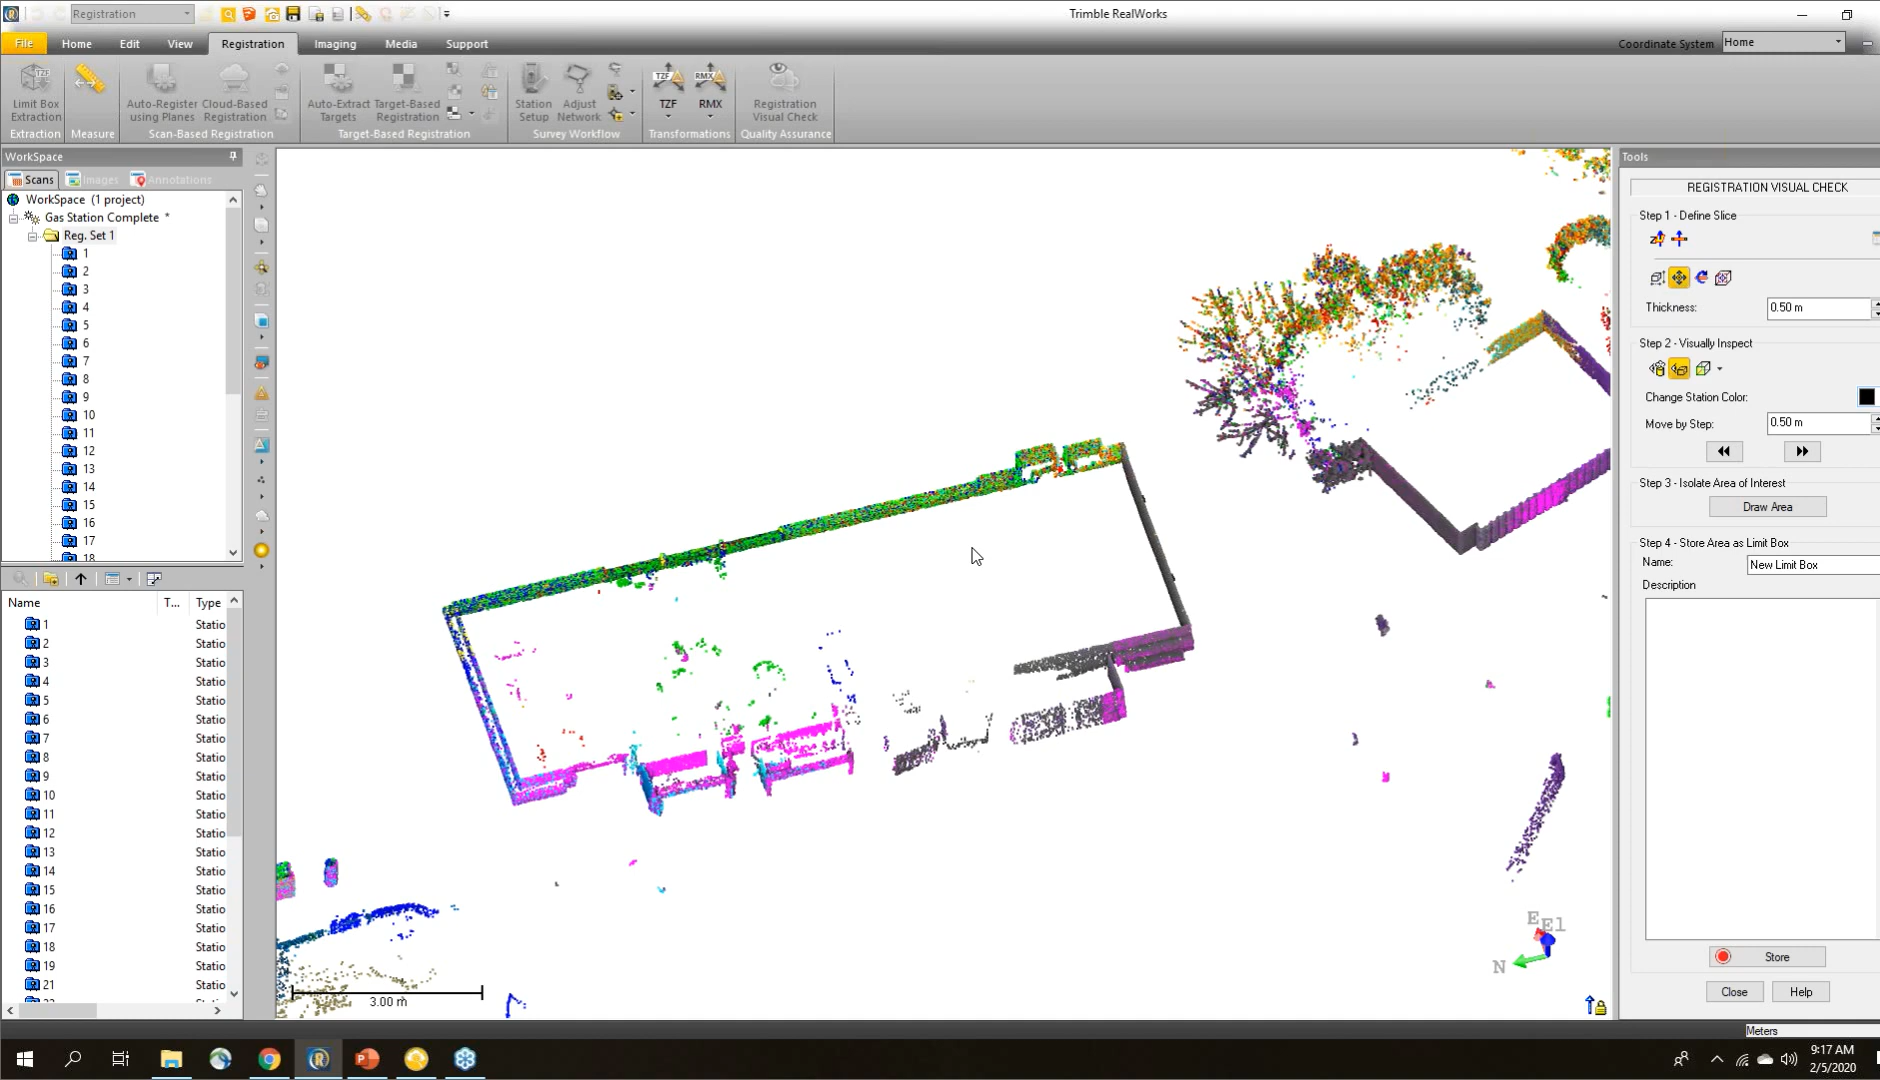 Registration
Trimble RealWorks
File Home Edit View Registration Imaging Media Support
Coordinate System Home
Limit Box Extraction
Auto-Register using Planes
Cloud-Based Registration
Auto-Extract Targets
Target-Based Registration
Station Setup
Adjust Network
TZF
RMX
Registration Visual Check
Extraction Measure Scan-Based Registration Target-Based Registration Survey Workflow Transformations Quality Assurance
WorkSpace
Scans Images Annotations
WorkSpace (1 project)
Gas Station Complete *
Reg. Set 1
1
2
3
4
5
6
7
8
9
10
11
12
13
14
15
16
17
18
Name T... Type
1 Statio
2 Statio
3 Statio
4 Statio
5 Statio
6 Statio
7 Statio
8 Statio
9 Statio
10 Statio
11 Statio
12 Statio
13 Statio
14 Statio
15 Statio
16 Statio
17 Statio
18 Statio
19 Statio
21 Statio
3.00 m
E
El
N
Tools
REGISTRATION VISUAL CHECK
Step 1 - Define Slice
Thickness: 0.50 m
Step 2 - Visually Inspect
Change Station Color:
Move by Step: 0.50 m
Step 3 - Isolate Area of Interest
Draw Area
Step 4 - Store Area as Limit Box
Name: New Limit Box
Description
Store
Close Help
Meters
9:17 AM
2/5/2020